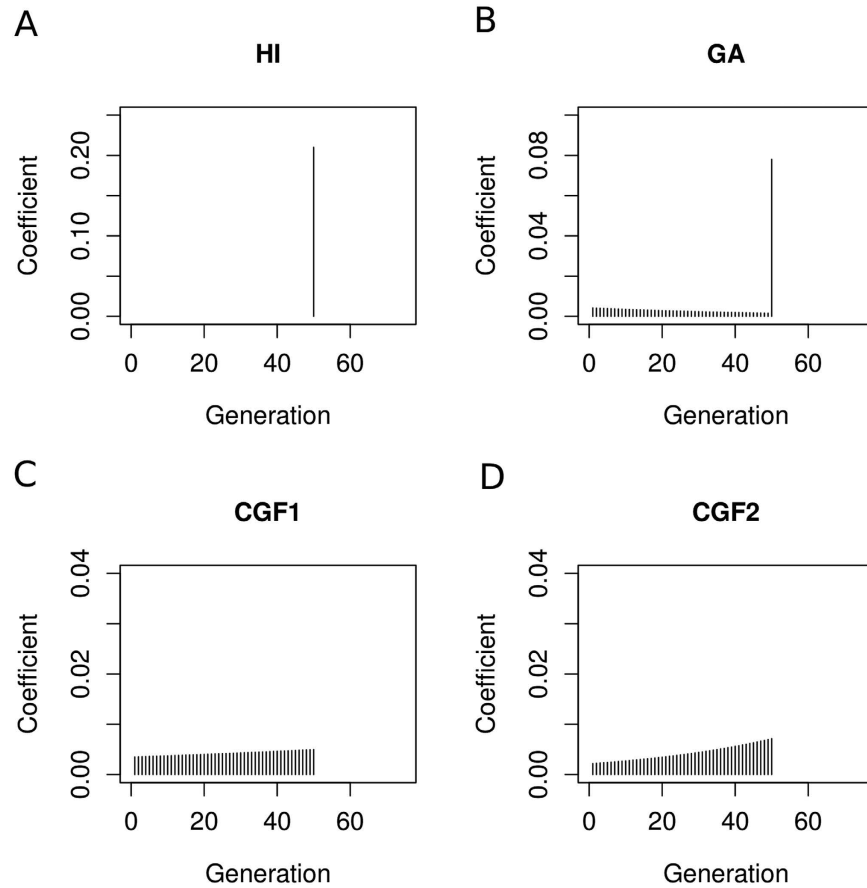 A
HI
Coefficient
0.00 0.10 0.20
0 20 40 60
Generation
B
GA
Coefficient
0.00 0.04 0.08
0 20 40 60
Generation
C
CGF1
Coefficient
0.00 0.02 0.04
0 20 40 60
Generation
D
CGF2
Coefficient
0.00 0.02 0.04
0 20 40 60
Generation